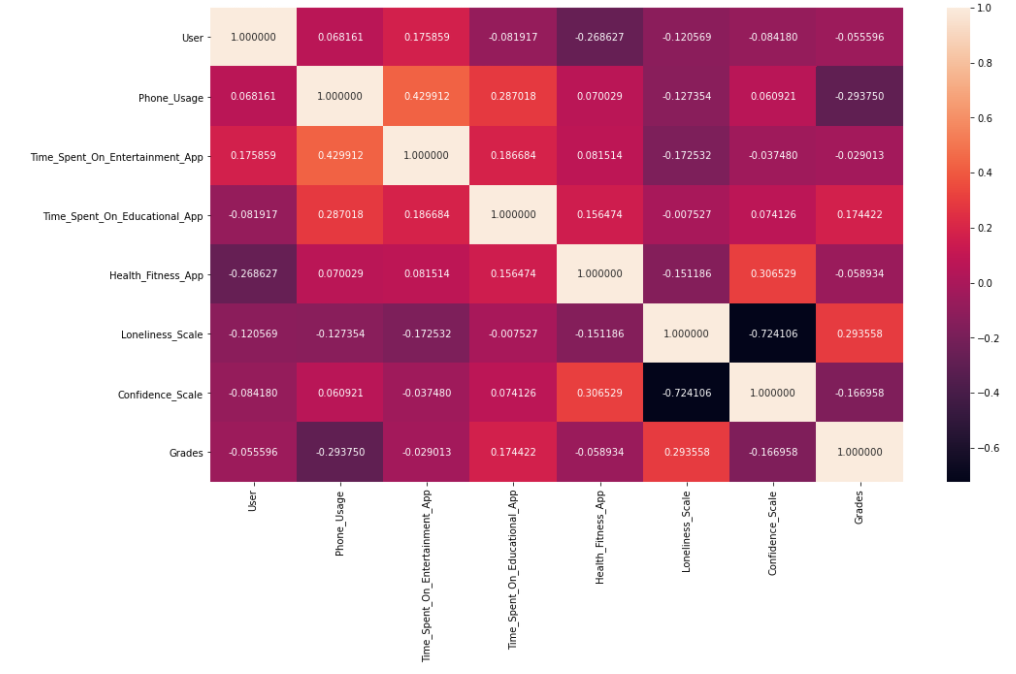 User 1.000000 0.068161 0.175859 -0.081917 -0.268627 -0.120569 -0.084180 -0.055596
Phone_Usage 0.068161 1.000000 0.429912 0.287018 0.070029 -0.127354 0.060921 -0.293750
Time_Spent_On_Entertainment_App 0.175859 0.429912 1.000000 0.186684 0.081514 -0.172532 -0.037480 -0.029013
Time_Spent_On_Educational_App -0.081917 0.287018 0.186684 1.000000 0.156474 -0.007527 0.074126 0.174422
Health_Fitness_App -0.268627 0.070029 0.081514 0.156474 1.000000 -0.151186 0.306529 -0.058934
Loneliness_Scale -0.120569 -0.127354 -0.172532 -0.007527 -0.151186 1.000000 -0.724106 0.293558
Confidence_Scale -0.084180 0.060921 -0.037480 0.074126 0.306529 -0.724106 1.000000 -0.166958
Grades -0.055596 -0.293750 -0.029013 0.174422 -0.058934 0.293558 -0.166958 1.000000
User
Phone_Usage
Time_Spent_On_Entertainment_App
Time_Spent_On_Educational_App
Health_Fitness_App
Loneliness_Scale
Confidence_Scale
Grades
1.0
0.8
0.6
0.4
0.2
0.0
−0.2
−0.4
−0.6